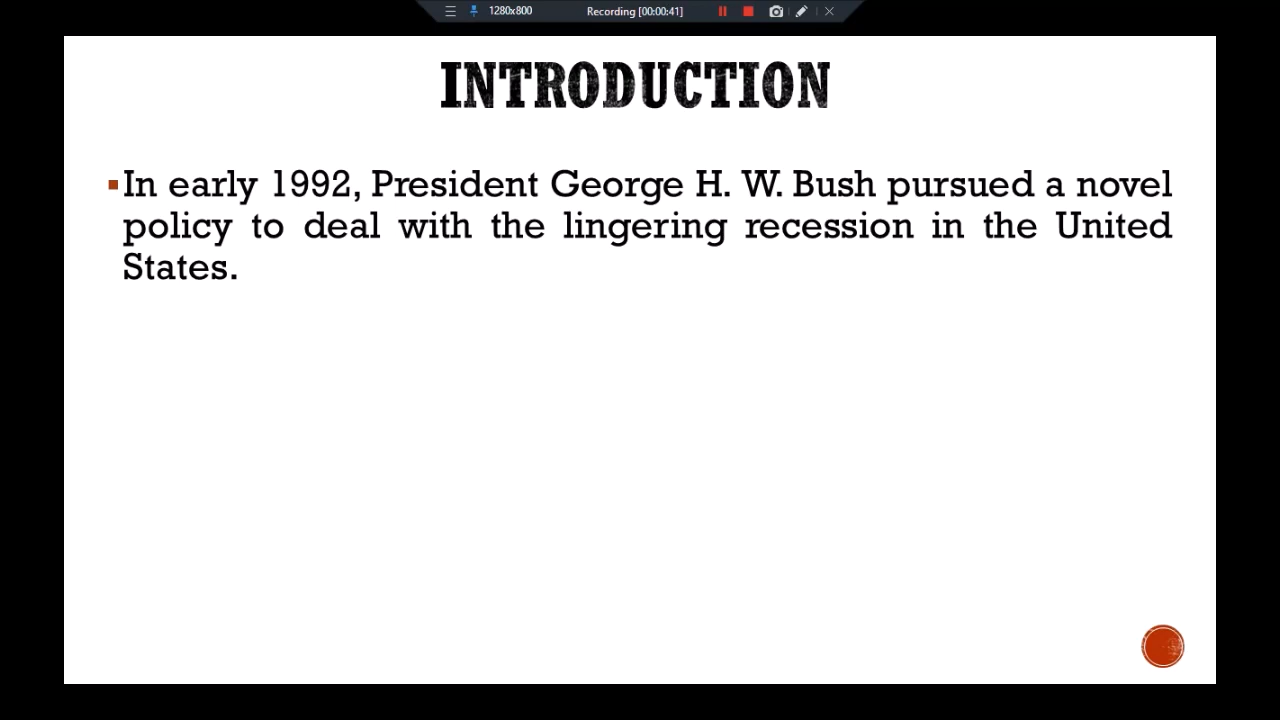 1280x800 Recording [00:00:41]
INTRODUCTION
In early 1992, President George H. W. Bush pursued a novel
policy to deal with the lingering recession in the United
States.